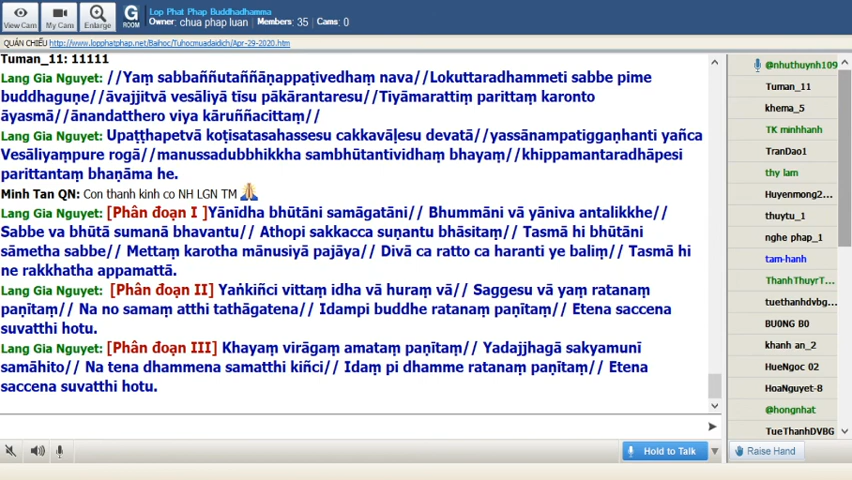 View Cam
My Cam
Enlarge
G
ROOM
Lop Phat Phap Buddhadhamma
Owner: chua phap luan Members: 35 Cams: 0
QUÁN CHIẾU http://www.lopphatphap.net/Baihoc/Tuhocmuadaidich/Apr-29-2020.htm
Tuman_11: 11111
Lang Gia Nguyet: //Yaṃ sabbaññutaññāṇappaṭivedhaṃ nava//Lokuttaradhammeti sabbe pime
buddhaguṇe//āvajjitvā vesāliyā tīsu pākārantaresu//Tiyāmarattiṃ parittaṃ karonto
āyasmā//ānandatthero viya kāruññacittaṃ//
Lang Gia Nguyet: Upaṭṭhapetvā koṭisatasahassesu cakkavāḷesu devatā//yassānampatiggaṇhanti yañca
Vesāliyaṃpure rogā//manussadubbhikkha sambhūtantividhaṃ bhayaṃ//khippamantaradhāpesi
parittantaṃ bhaṇāma he.
Minh Tan QN: Con thanh kinh co NH LGN TM
Lang Gia Nguyet: [Phân đoạn I ]Yānīdha bhūtāni samāgatāni// Bhummāni vā yāniva antalikkhe//
Sabbe va bhūtā sumanā bhavantu// Athopi sakkacca suṇantu bhāsitaṃ// Tasmā hi bhūtāni
sāmetha sabbe// Mettaṃ karotha mānusiyā pajāya// Divā ca ratto ca haranti ye baliṃ// Tasmā hi
ne rakkhatha appamattā.
Lang Gia Nguyet: [Phân đoạn II] Yaṅkiñci vittaṃ idha vā huraṃ vā// Saggesu vā yaṃ ratanaṃ
paṇītaṃ// Na no samaṃ atthi tathāgatena// Idampi buddhe ratanaṃ paṇītaṃ// Etena saccena
suvatthi hotu.
Lang Gia Nguyet: [Phân đoạn III] Khayaṃ virāgaṃ amataṃ paṇītaṃ// Yadajjhagā sakyamunī
samāhito// Na tena dhammena samatthi kiñci// Idaṃ pi dhamme ratanaṃ paṇītaṃ// Etena
saccena suvatthi hotu.
@nhuthuynh109
Tuman_11
khema_5
TK minhhanh
TranDao1
thy lam
Huyenmong2...
thuytu_1
nghe phap_1
tam-hanh
ThanhThuyrT...
tuethanhdvbg...
BU0NG B0
khanh an_2
HueNgoc 02
HoaNguyet-8
@hongnhat
TueThanhDVBG
Hold to Talk
Raise Hand